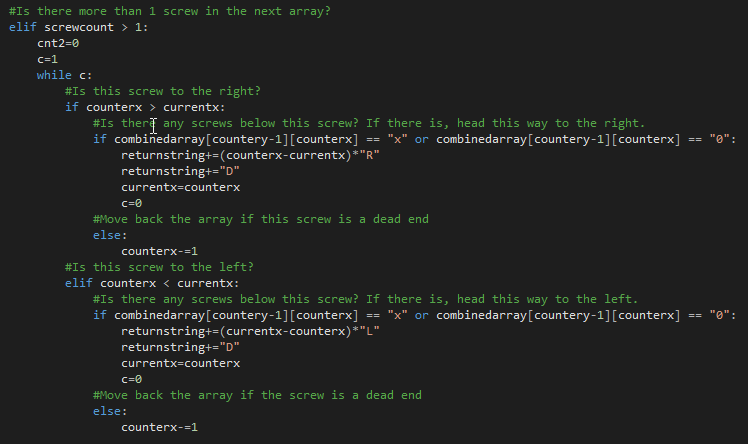 #Is there more than 1 screw in the next array?
elif screwcount > 1:
    cnt2=0
    c=1
    while c:
        #Is this screw to the right?
        if counterx > currentx:
            #Is there any screws below this screw? If there is, head this way to the right.
            if combinedarray[countery-1][counterx] == "x" or combinedarray[countery-1][counterx] == "0":
                returnstring+=(counterx-currentx)*"R"
                returnstring+="D"
                currentx=counterx
                c=0
            #Move back the array if this screw is a dead end
            else:
                counterx-=1
        #Is this screw to the left?
        elif counterx < currentx:
            #Is there any screws below this screw? If there is, head this way to the left.
            if combinedarray[countery-1][counterx] == "x" or combinedarray[countery-1][counterx] == "0":
                returnstring+=(currentx-counterx)*"L"
                returnstring+="D"
                currentx=counterx
                c=0
            #Move back the array if the screw is a dead end
            else:
                counterx-=1